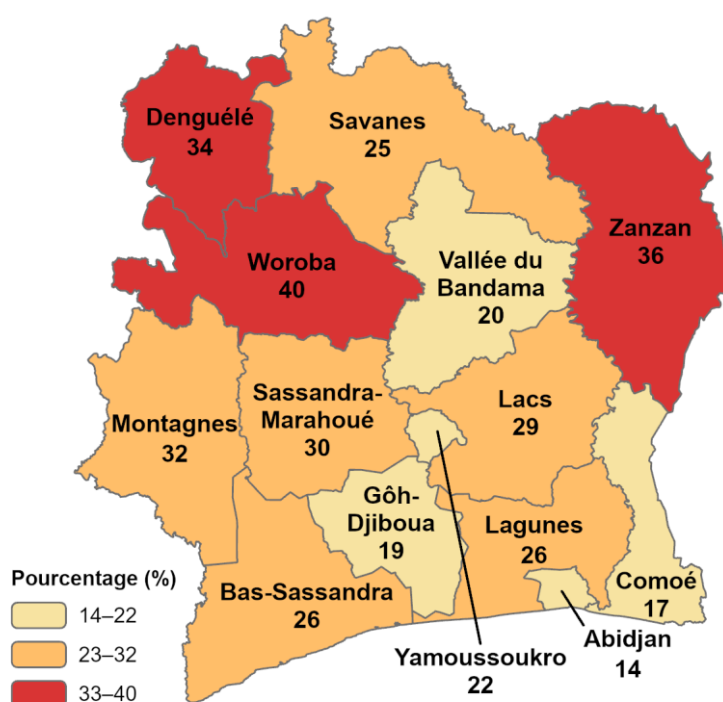 Denguélé
34
Savanes
25
Zanzan
36
Woroba
40
Vallée du
Bandama
20
Montagnes
32
Sassandra-
Marahoué
30
Lacs
29
Gôh-
Djiboua
19
Lagunes
26
Bas-Sassandra
26
Comoé
17
Yamoussoukro
22
Abidjan
14
Pourcentage (%)
14–22
23–32
33–40